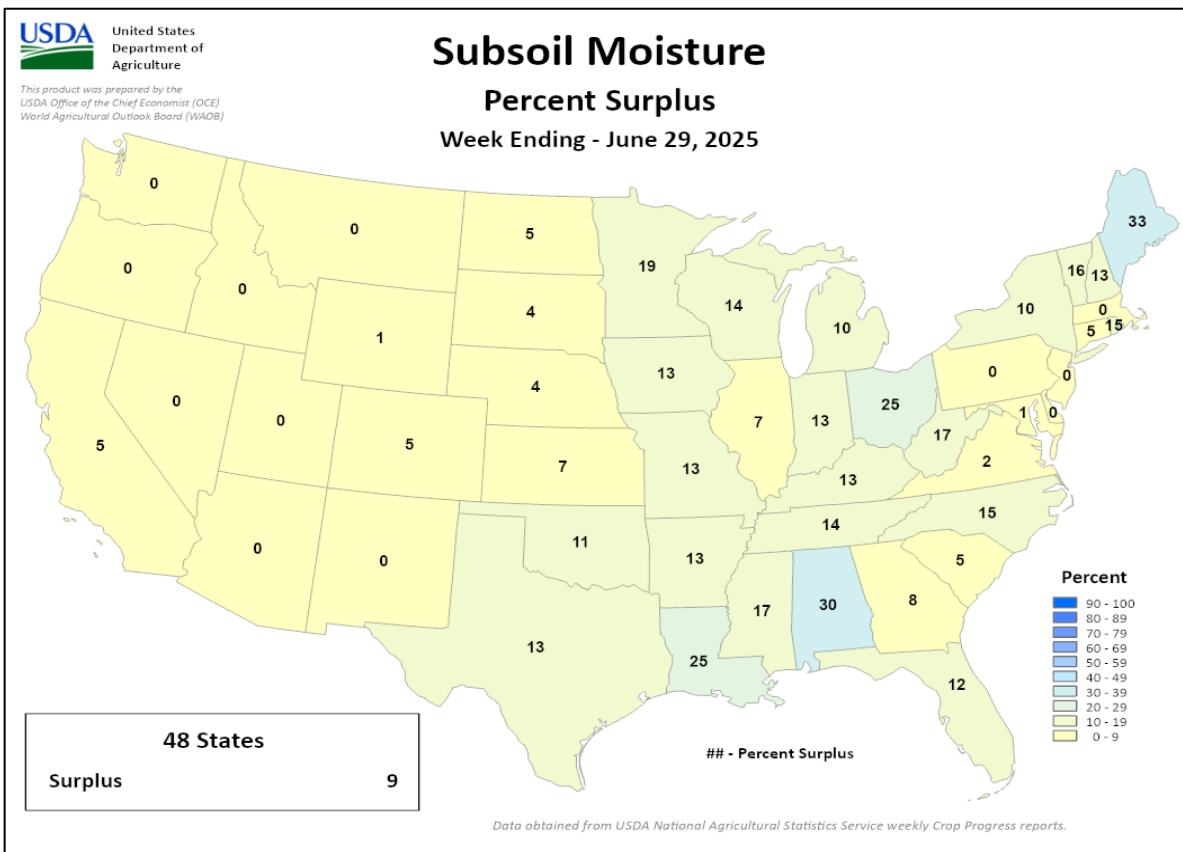 USDA
United States
Department of
Agriculture
This product was prepared by the
USDA Office of the Chief Economist (OCE)
World Agricultural Outlook Board (WAOB)
Subsoil Moisture
Percent Surplus
Week Ending - June 29, 2025
0
0
5
33
0
19
16
13
0
4
14
10
10
0
5
15
1
13
0
4
0
0
25
0
5
7
13
1
0
5
7
13
17
13
2
0
0
11
13
14
15
5
13
17
30
8
25
12
Percent
90 - 100
80 - 89
70 - 79
60 - 69
50 - 59
40 - 49
30 - 39
20 - 29
10 - 19
0 - 9
48 States
Surplus 9
## - Percent Surplus
Data obtained from USDA National Agricultural Statistics Service weekly Crop Progress reports.